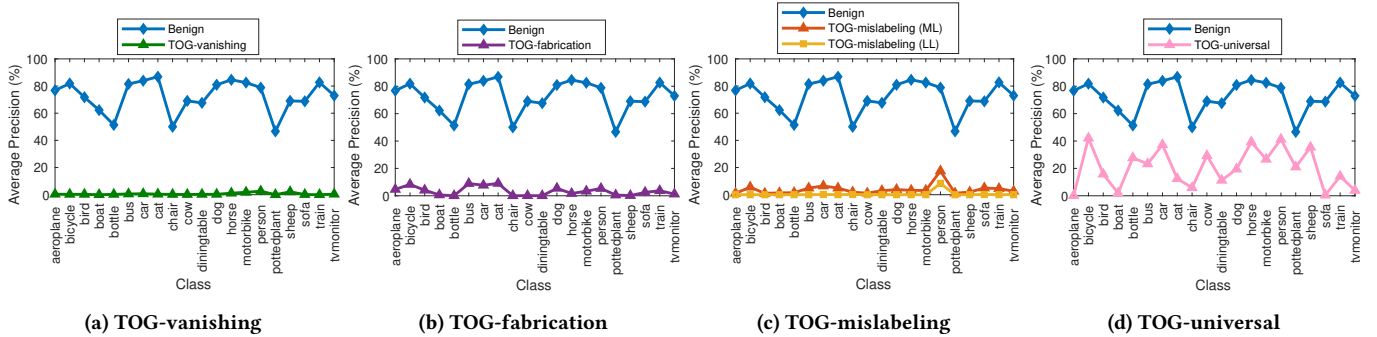 Benign
TOG-vanishing
Average Precision (%)
100
80
60
40
20
0
aeroplane
bicycle
bird
boat
bottle
bus
car
cat
chair
cow
diningtable
dog
horse
motorbike
person
pottedplant
sheep
sofa
train
tvmonitor
Class
(a) TOG-vanishing
Benign
TOG-fabrication
Average Precision (%)
100
80
60
40
20
0
aeroplane
bicycle
bird
boat
bottle
bus
car
cat
chair
cow
diningtable
dog
horse
motorbike
person
pottedplant
sheep
sofa
train
tvmonitor
Class
(b) TOG-fabrication
Benign
TOG-mislabeling (ML)
TOG-mislabeling (LL)
Average Precision (%)
100
80
60
40
20
0
aeroplane
bicycle
bird
boat
bottle
bus
car
cat
chair
cow
diningtable
dog
horse
motorbike
person
pottedplant
sheep
sofa
train
tvmonitor
Class
(c) TOG-mislabeling
Benign
TOG-universal
Average Precision (%)
100
80
60
40
20
0
aeroplane
bicycle
bird
boat
bottle
bus
car
cat
chair
cow
diningtable
dog
horse
motorbike
person
pottedplant
sheep
sofa
train
tvmonitor
Class
(d) TOG-universal